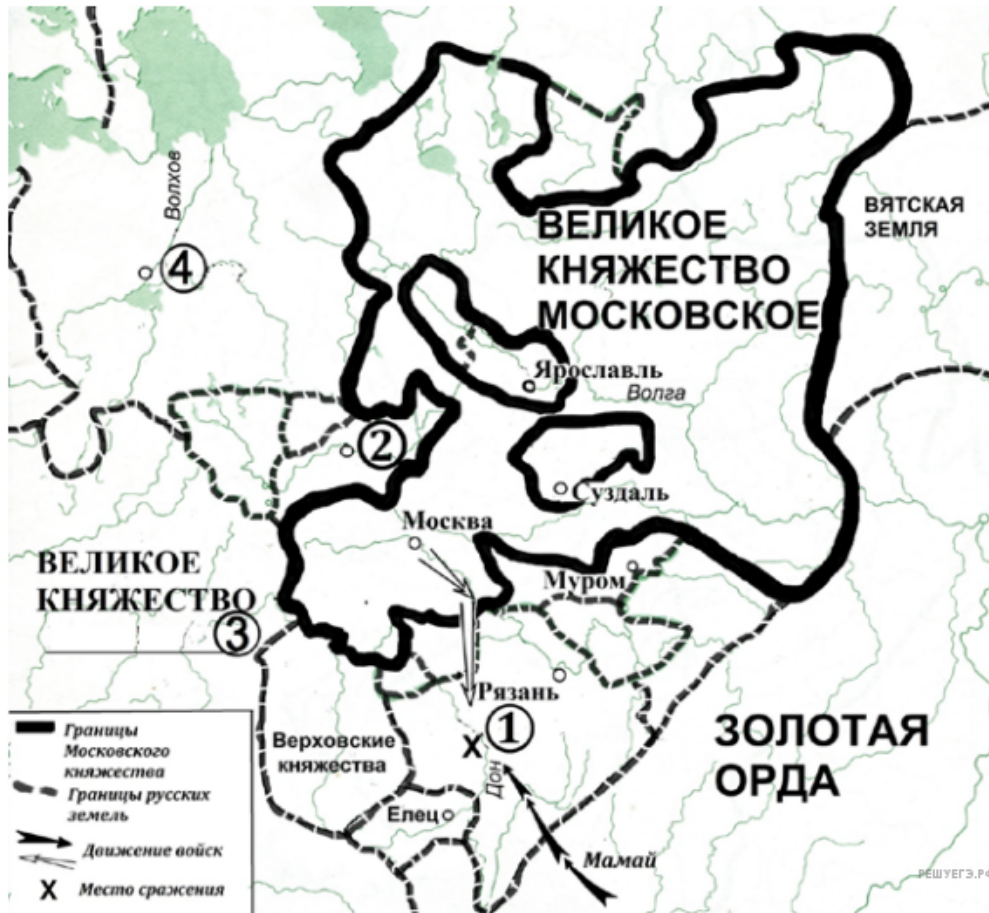 Волхов
④
ВЯТСКАЯ
ЗЕМЛЯ
ВЕЛИКОЕ
КНЯЖЕСТВО
МОСКОВСКОЕ
Ярославль
Волга
②
Суздаль
Москва
ВЕЛИКОЕ
КНЯЖЕСТВО
③
Муром
Рязань
①
Верховские
княжества
Дон
ЗОЛОТАЯ
ОРДА
Елец
Мамай
Границы
Московского
княжества
Границы русских
земель
Движение войск
X Место сражения
X
РЕШУЕГЭ.РФ